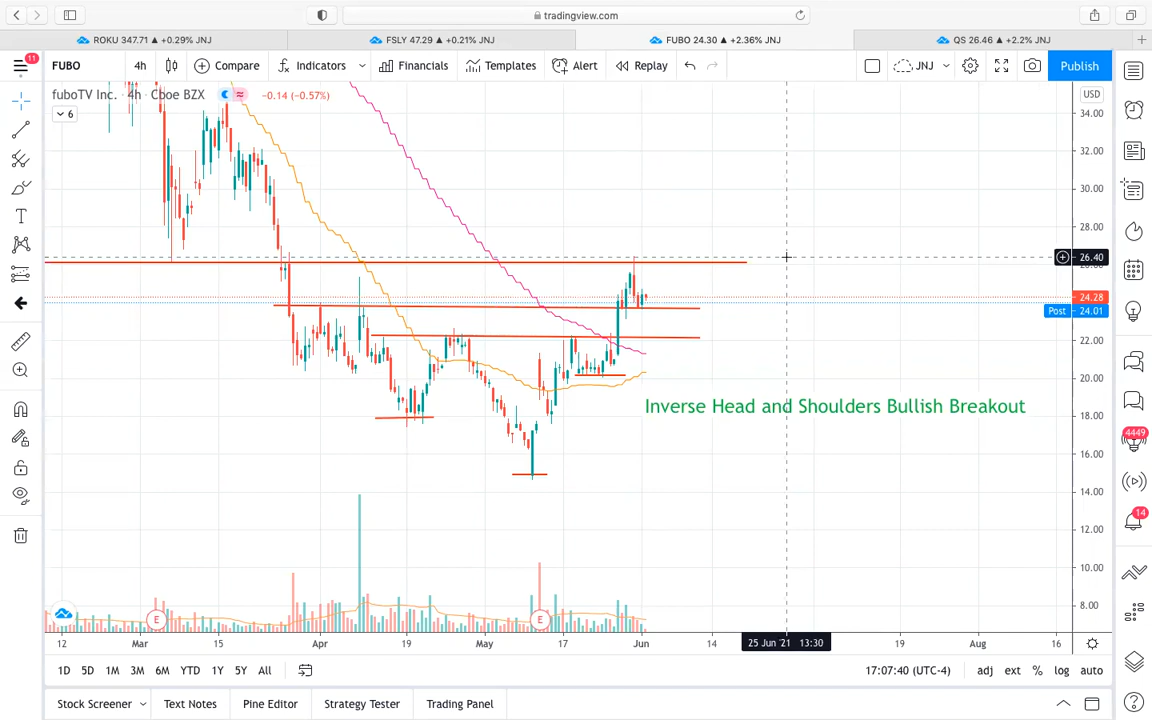 tradingview.com
ROKU 347.71 ▲ +0.29% JNJ
FSLY 47.29 ▲ +0.21% JNJ
FUBO 24.30 ▲ +2.36% JNJ
QS 26.46 ▲ +2.2% JNJ
11
FUBO
4h
Compare
Indicators
Financials
Templates
Alert
Replay
JNJ
Publish
fuboTV Inc. · 4h · Cboe BZX
−0.14 (−0.57%)
6
USD
34.00
32.00
30.00
28.00
26.40
24.28
Post 24.01
22.00
20.00
18.00
16.00
14.00
12.00
10.00
8.00
Inverse Head and Shoulders Bullish Breakout
4449
14
E
E
12
Mar
15
Apr
19
May
17
Jun
14
25 Jun '21 13:30
19
Aug
16
1D
5D
1M
3M
6M
YTD
1Y
5Y
All
17:07:40 (UTC-4)
adj
ext
%
log
auto
Stock Screener
Text Notes
Pine Editor
Strategy Tester
Trading Panel